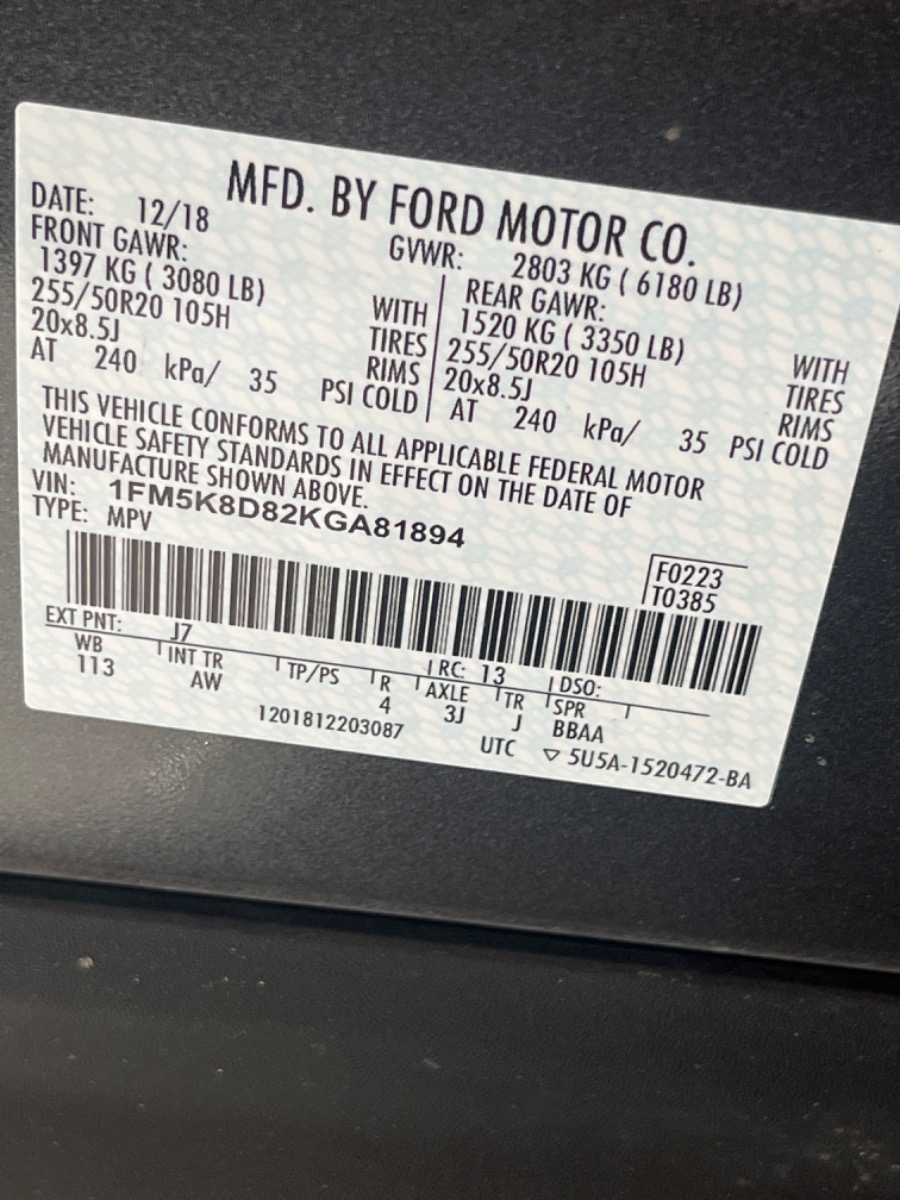 MFD. BY FORD MOTOR CO.
DATE: 12/18 GVWR: 2803 KG ( 6180 LB)
FRONT GAWR: REAR GAWR:
1397 KG ( 3080 LB) WITH 1520 KG ( 3350 LB) WITH
255/50R20 105H TIRES 255/50R20 105H TIRES
20x8.5J RIMS 20x8.5J RIMS
AT 240 kPa/ 35 PSI COLD AT 240 kPa/ 35 PSI COLD
THIS VEHICLE CONFORMS TO ALL APPLICABLE FEDERAL MOTOR
VEHICLE SAFETY STANDARDS IN EFFECT ON THE DATE OF
MANUFACTURE SHOWN ABOVE.
VIN: 1FM5K8D82KGA81894
TYPE: MPV
F0223
T0385
EXT PNT: J7 RC: 13 DSO:
WB INT TR TP/PS R AXLE TR SPR
113 AW 4 3J J BBAA
1201812203087 UTC ▽ 5U5A-1520472-BA